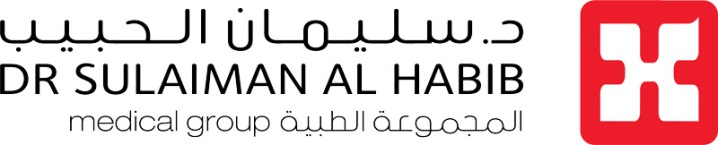 د. سليمان الحبيب
DR SULAIMAN AL HABIB
medical group المجموعة الطبية